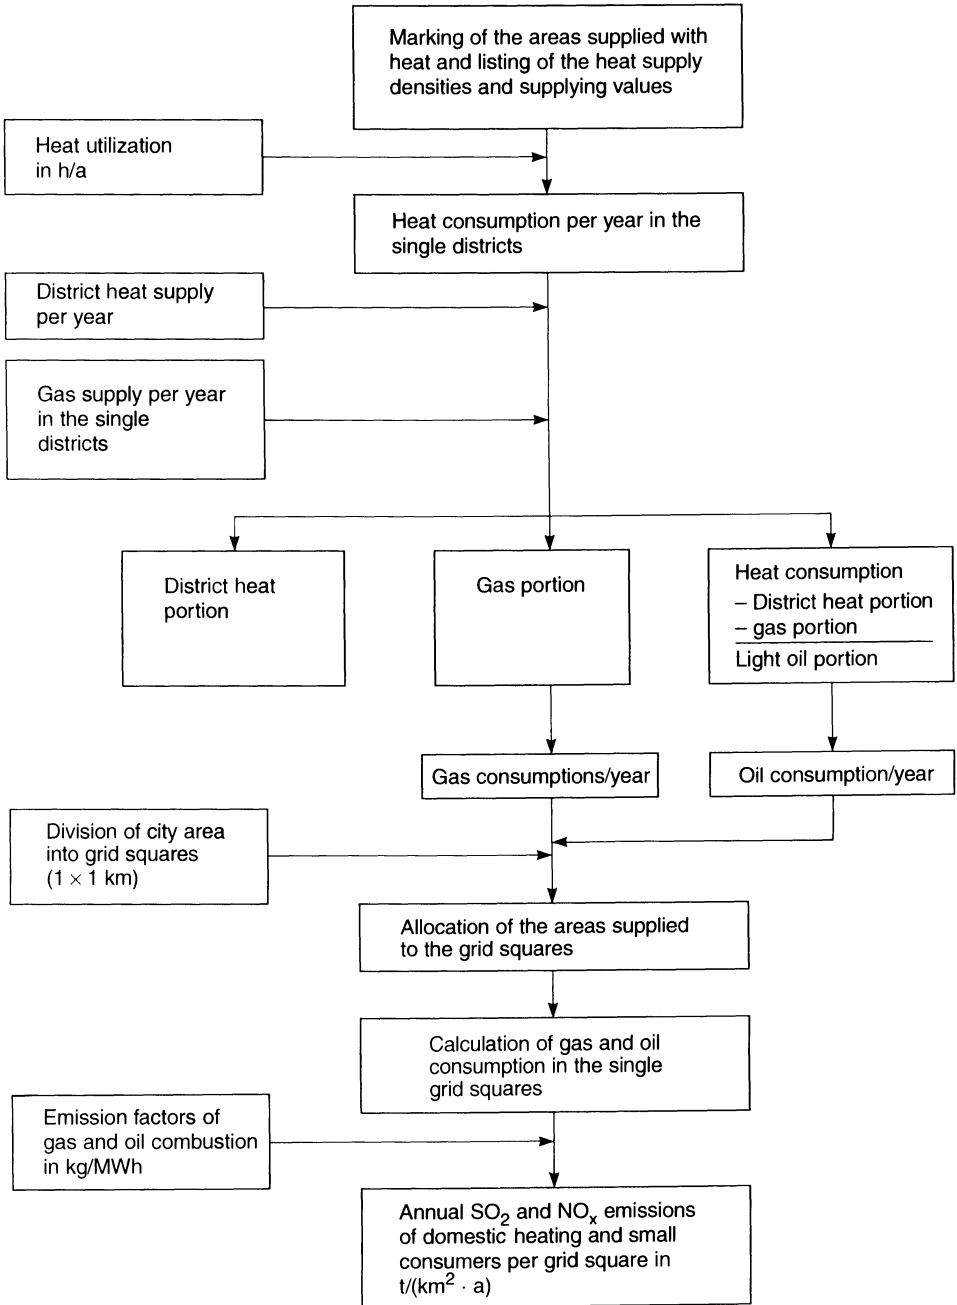 Marking of the areas supplied with
heat and listing of the heat supply
densities and supplying values
Heat utilization
in h/a
Heat consumption per year in the
single districts
District heat supply
per year
Gas supply per year
in the single
districts
District heat
portion
Gas portion
Heat consumption
– District heat portion
– gas portion
Light oil portion
Gas consumptions/year
Oil consumption/year
Division of city area
into grid squares
(1 × 1 km)
Allocation of the areas supplied
to the grid squares
Calculation of gas and oil
consumption in the single
grid squares
Emission factors of
gas and oil combustion
in kg/MWh
Annual SO₂ and NOₓ emissions
of domestic heating and small
consumers per grid square in
t/(km² · a)